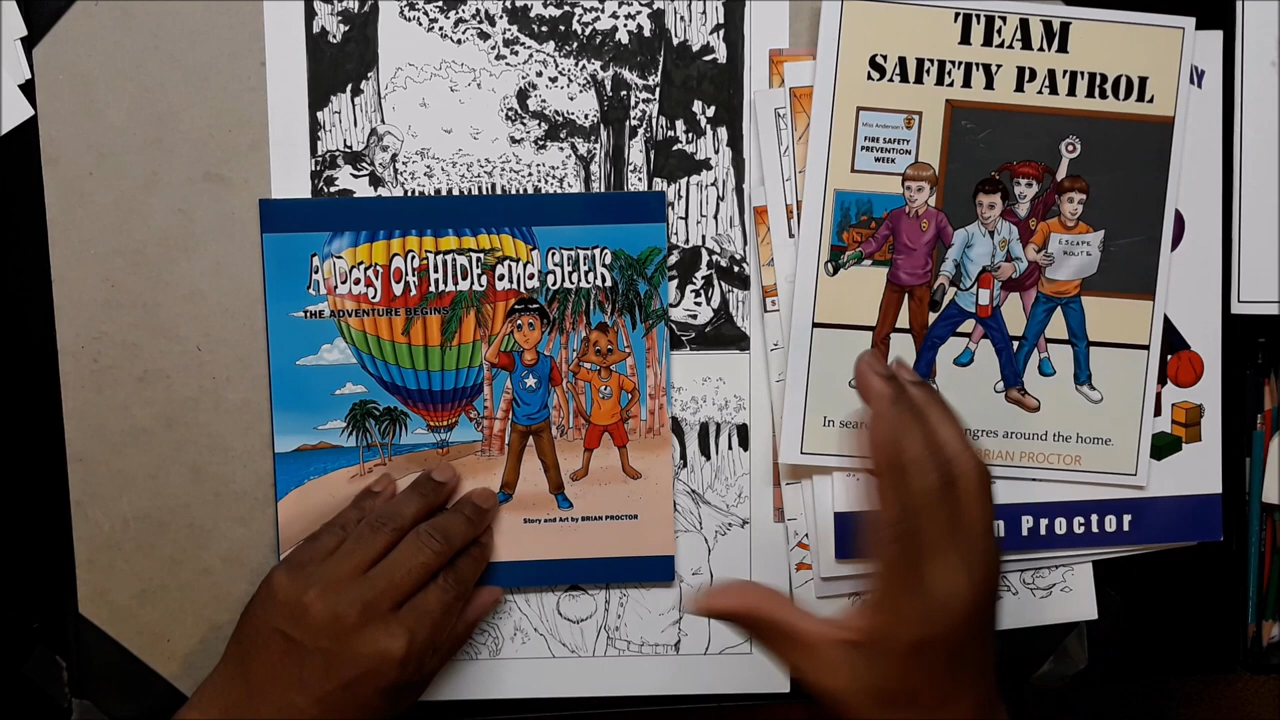 A Day OF HIDE and SEEK
THE ADVENTURE BEGINS
Story and Art by BRIAN PROCTOR
TEAM
SAFETY PATROL
Miss Anderson's
FIRE SAFETY
PREVENTION
WEEK
ESCAPE
ROUTE
In sear ngres around the home.
BRIAN PROCTOR
n Proctor
$